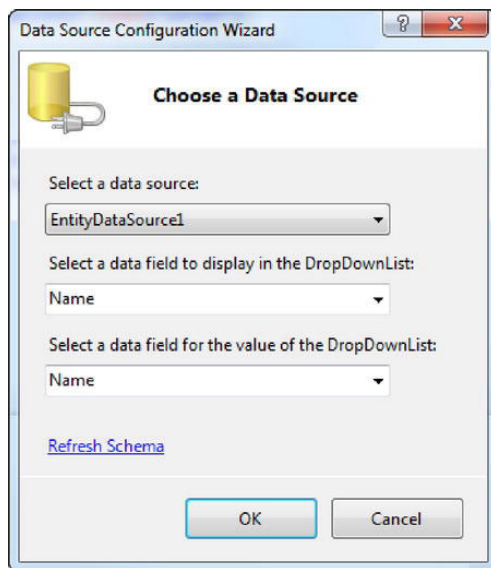 Data Source Configuration Wizard
Choose a Data Source
Select a data source:
EntityDataSource1
Select a data field to display in the DropDownList:
Name
Select a data field for the value of the DropDownList:
Name
Refresh Schema
OK
Cancel